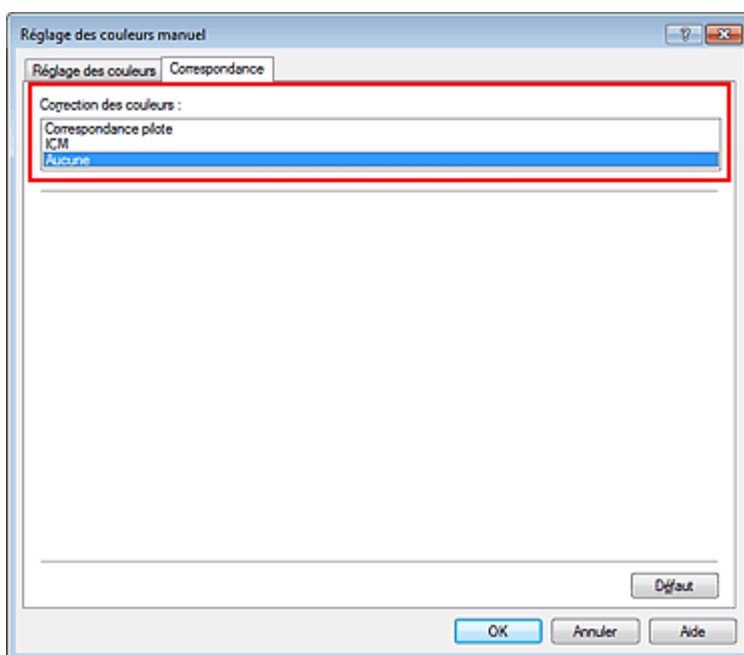 Réglage des couleurs manuel
Réglage des couleurs Correspondance
Correction des couleurs :
Correspondance pilote
ICM
Aucune
Défaut
OK Annuler Aide